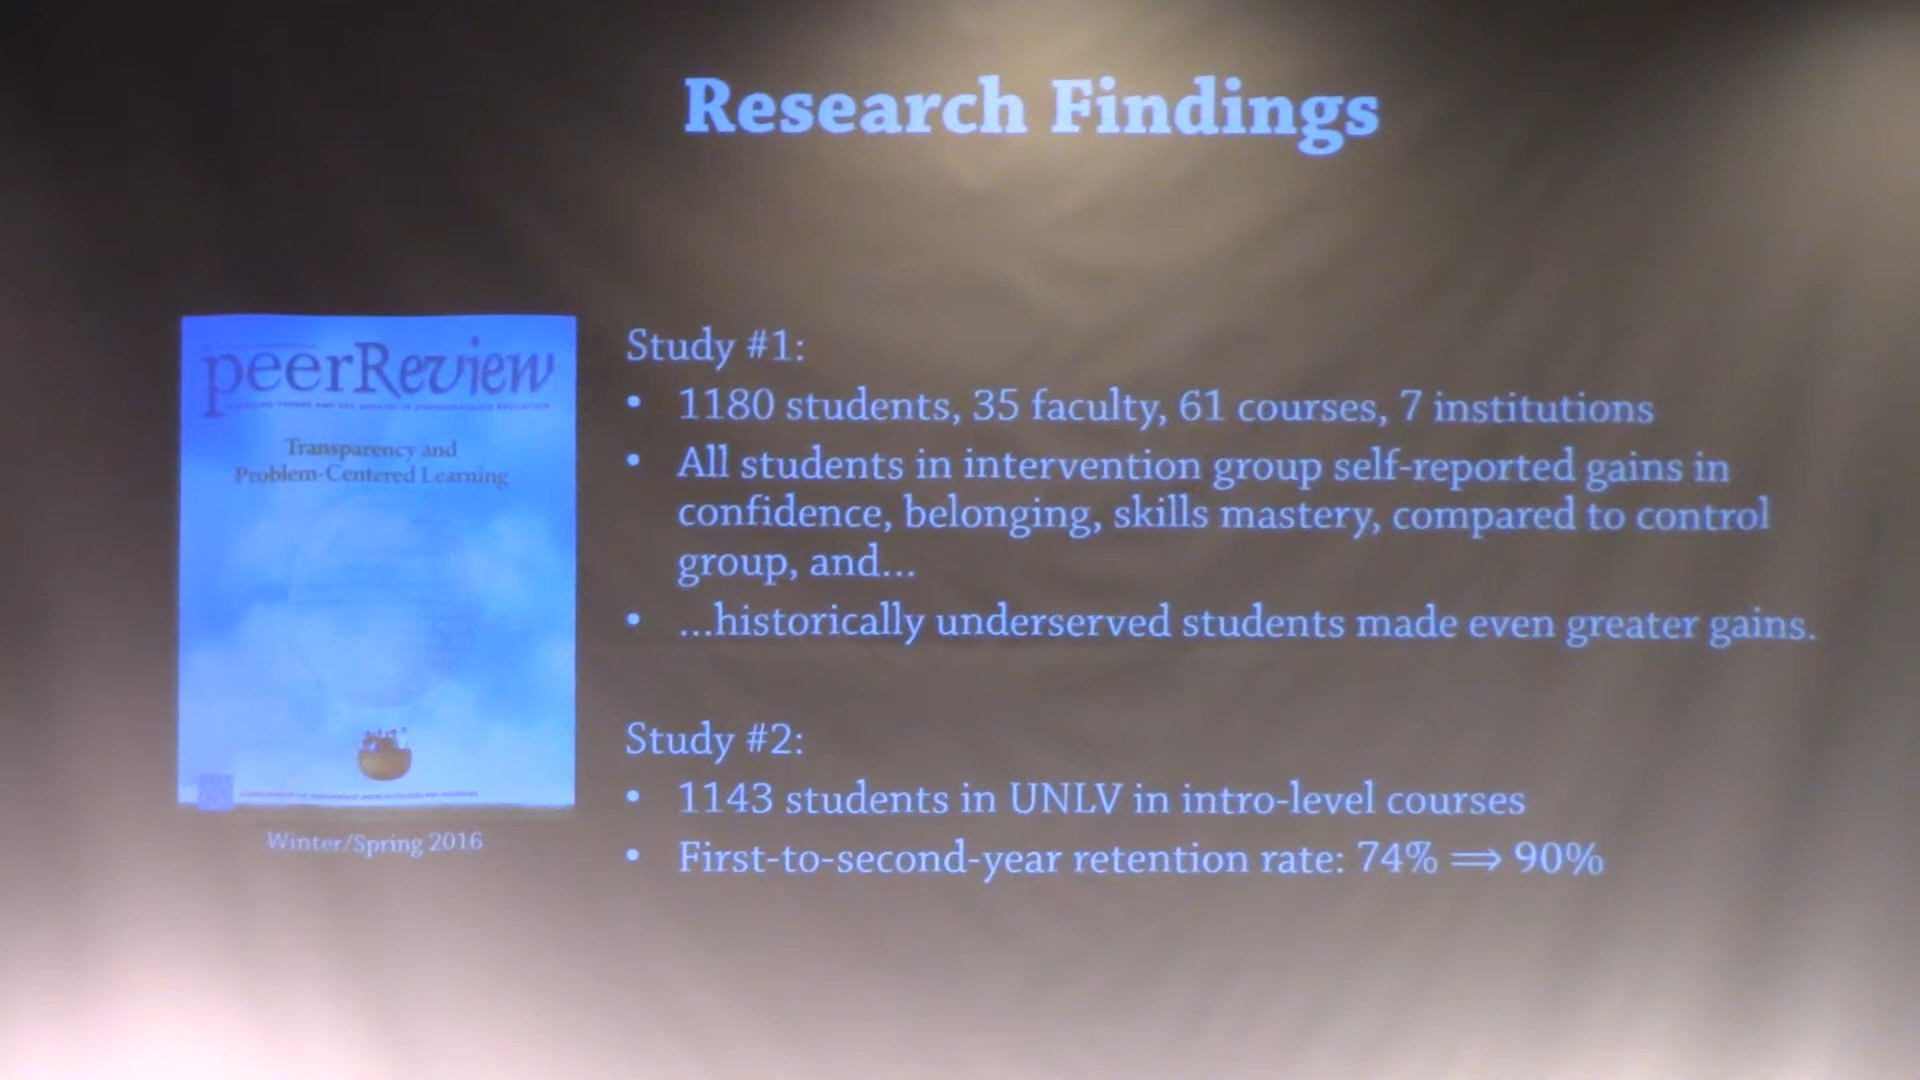 Research Findings
peerReview
Transparency and
Problem-Centered Learning
Winter/Spring 2016
Study #1:
• 1180 students, 35 faculty, 61 courses, 7 institutions
• All students in intervention group self-reported gains in
confidence, belonging, skills mastery, compared to control
group, and...
• ...historically underserved students made even greater gains.
Study #2:
• 1143 students in UNLV in intro-level courses
• First-to-second-year retention rate: 74% ⟹ 90%